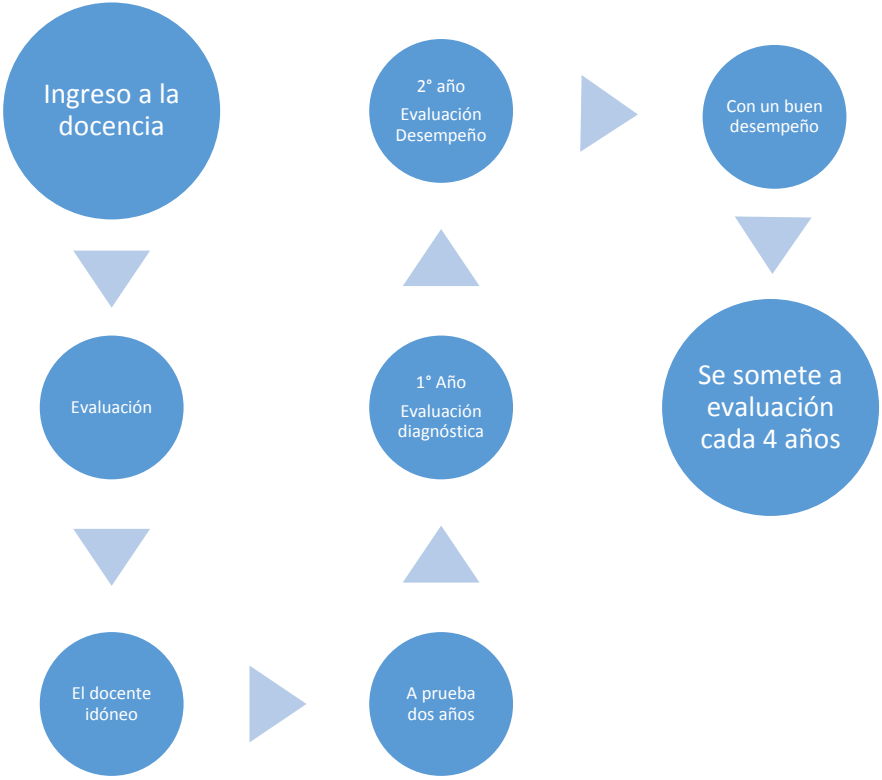 Ingreso a la
docencia
Evaluación
El docente
idóneo
A prueba
dos años
1° Año
Evaluación
diagnóstica
2° año
Evaluación
Desempeño
Con un buen
desempeño
Se somete a
evaluación
cada 4 años